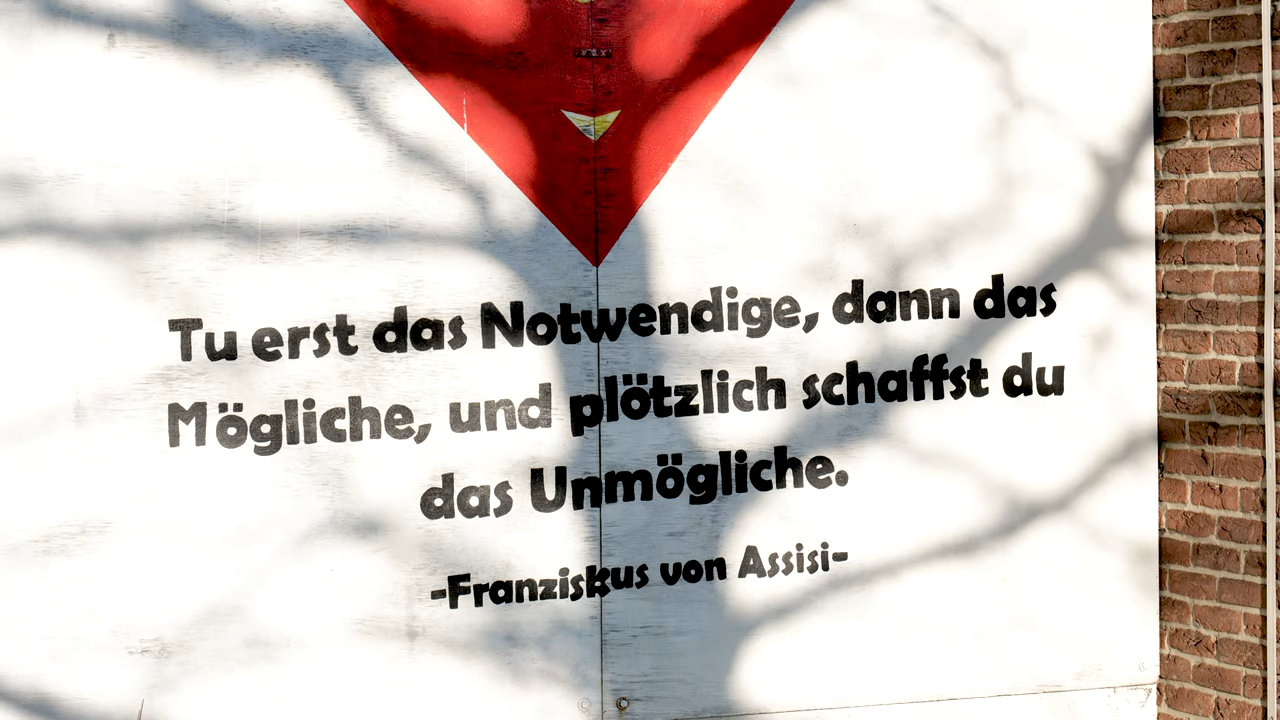 Tu erst das Notwendige, dann das
Mögliche, und plötzlich schaffst du
das Unmögliche.
-Franziskus von Assisi-